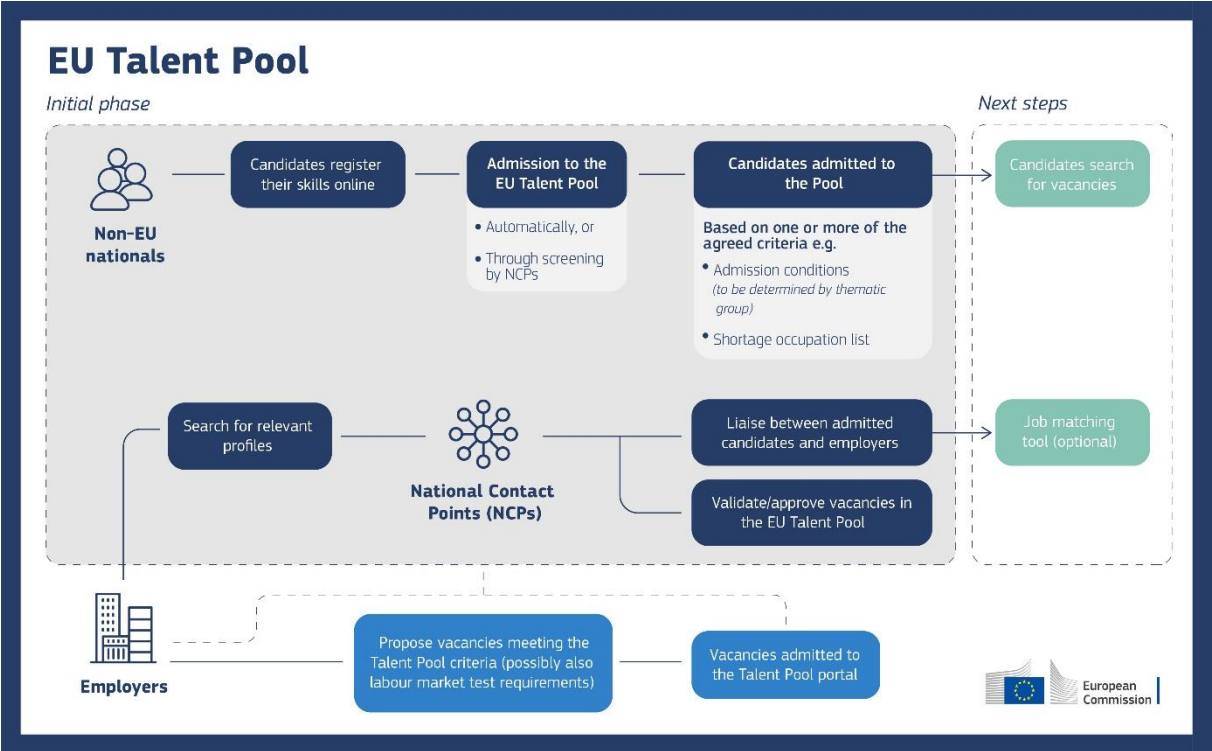 EU Talent Pool
Initial phase
Next steps
Non-EU
nationals
Candidates register
their skills online
Admission to the
EU Talent Pool
• Automatically, or
• Through screening
by NCPs
Candidates admitted to
the Pool
Based on one or more of the
agreed criteria e.g.
• Admission conditions
(to be determined by thematic
group)
• Shortage occupation list
Candidates search
for vacancies
Search for relevant
profiles
National Contact
Points (NCPs)
Liaise between admitted
candidates and employers
Validate/approve vacancies in
the EU Talent Pool
Job matching
tool (optional)
Employers
Propose vacancies meeting the
Talent Pool criteria (possibly also
labour market test requirements)
Vacancies admitted to
the Talent Pool portal
European
Commission